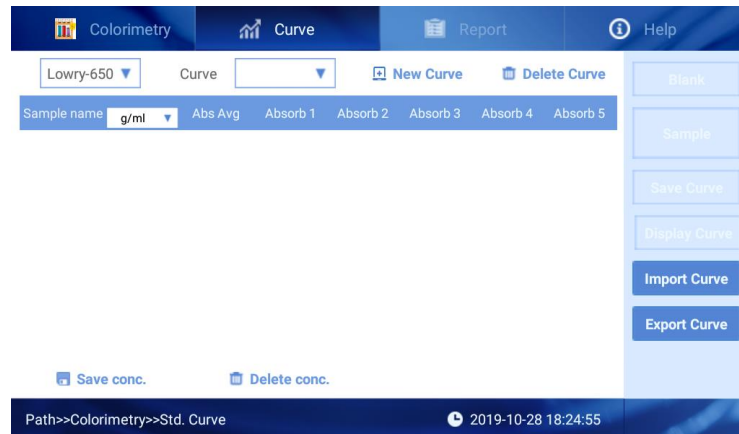 Colorimetry Curve Report Help
Lowry-650 Curve New Curve Delete Curve
Sample name g/ml Abs Avg Absorb 1 Absorb 2 Absorb 3 Absorb 4 Absorb 5
Blank
Sample
Save Curve
Display Curve
Import Curve
Export Curve
Save conc. Delete conc.
Path>>Colorimetry>>Std. Curve 2019-10-28 18:24:55